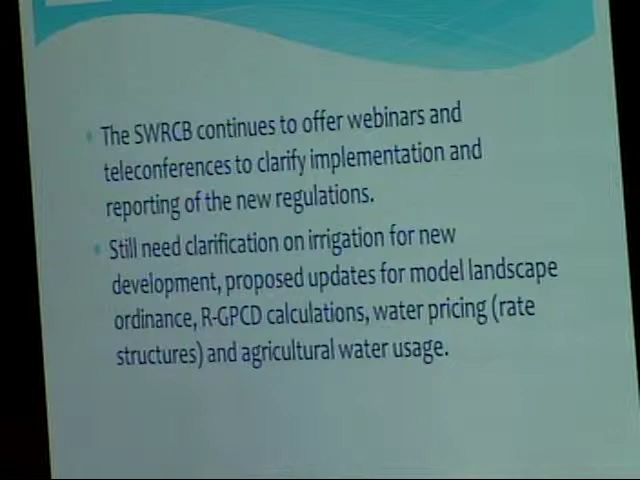 The SWRCB continues to offer webinars and
teleconferences to clarify implementation and
reporting of the new regulations.
Still need clarification on irrigation for new
development, proposed updates for model landscape
ordinance, R-GPCD calculations, water pricing (rate
structures) and agricultural water usage.